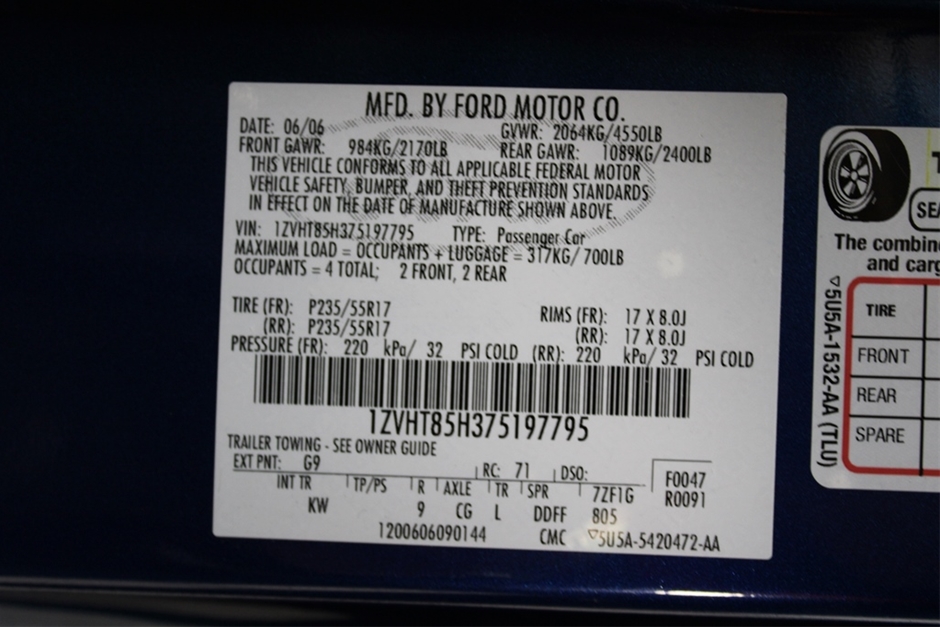 MFD. BY FORD MOTOR CO.
DATE: 06/06 GVWR: 2064KG/4550LB
FRONT GAWR: 984KG/2170LB REAR GAWR: 1089KG/2400LB
THIS VEHICLE CONFORMS TO ALL APPLICABLE FEDERAL MOTOR
VEHICLE SAFETY, BUMPER, AND THEFT PREVENTION STANDARDS
IN EFFECT ON THE DATE OF MANUFACTURE SHOWN ABOVE.
VIN: 1ZVHT85H375197795 TYPE: Passenger Car
MAXIMUM LOAD = OCCUPANTS + LUGGAGE = 317KG/ 700LB
OCCUPANTS = 4 TOTAL; 2 FRONT, 2 REAR
TIRE (FR): P235/55R17 RIMS (FR): 17 X 8.0J
(RR): P235/55R17 (RR): 17 X 8.0J
PRESSURE (FR): 220 kPa/ 32 PSI COLD (RR): 220 kPa/ 32 PSI COLD
1ZVHT85H375197795
TRAILER TOWING - SEE OWNER GUIDE
EXT PNT: G9 RC: 71 DSO: F0047
INT TR TP/PS R AXLE TR SPR 7ZF1G R0091
KW 9 CG L DDFF 805
1200606090144 CMC ▽5U5A-5420472-AA
T
SEA
The combin
and carg
TIRE
FRONT
REAR
SPARE
▽5U5A-1532-AA (TLU)